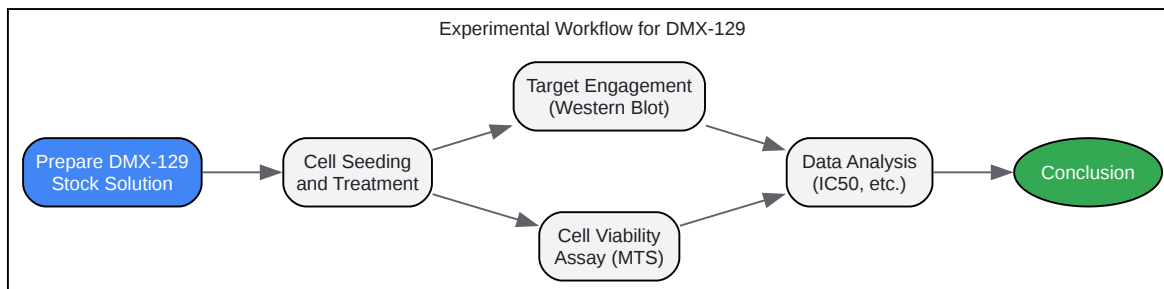 Experimental Workflow for DMX-129
Prepare DMX-129
Stock Solution
Cell Seeding
and Treatment
Target Engagement
(Western Blot)
Cell Viability
Assay (MTS)
Data Analysis
(IC50, etc.)
Conclusion